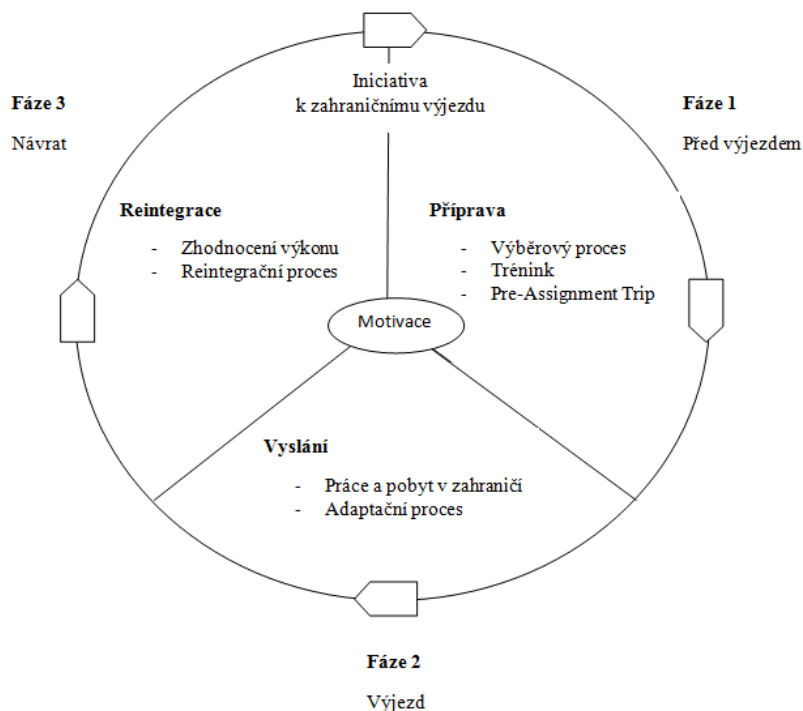 Iniciativa
k zahraničnímu výjezdu
Fáze 3
Návrat
Fáze 1
Před výjezdem
Reintegrace
- Zhodnocení výkonu
- Reintegrační proces
Příprava
- Výběrový proces
- Trénink
- Pre-Assignment Trip
Motivace
Vyslání
- Práce a pobyt v zahraničí
- Adaptační proces
Fáze 2
Výjezd